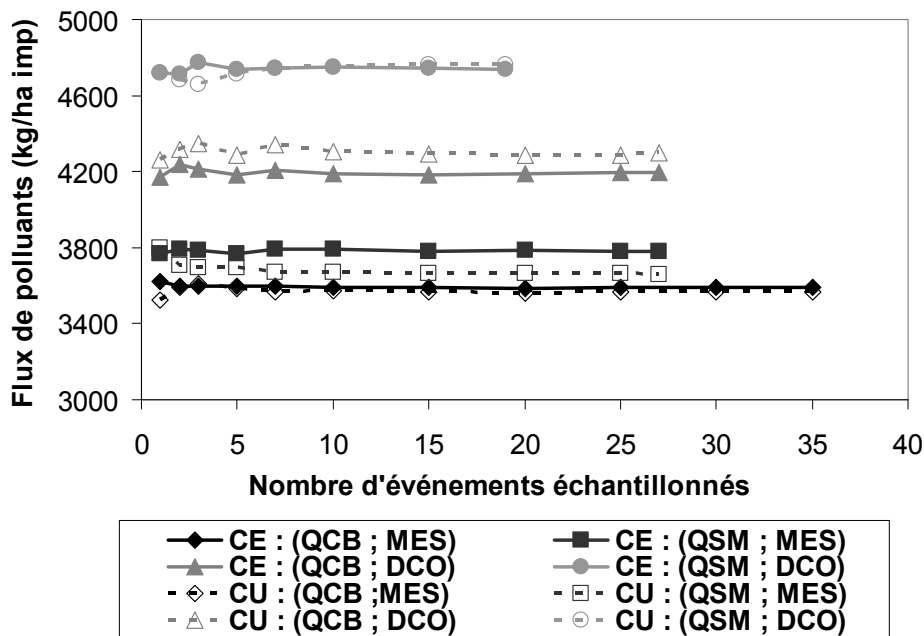 5000
4600
4200
3800
3400
3000
Flux de polluants (kg/ha imp)
0 5 10 15 20 25 30 35 40
Nombre d'événements échantillonnés
CE : (QCB ; MES) CE : (QSM ; MES)
CE : (QCB ; DCO) CE : (QSM ; DCO)
CU : (QCB ;MES) CU : (QSM ; MES)
CU : (QCB ; DCO) CU : (QSM ; DCO)